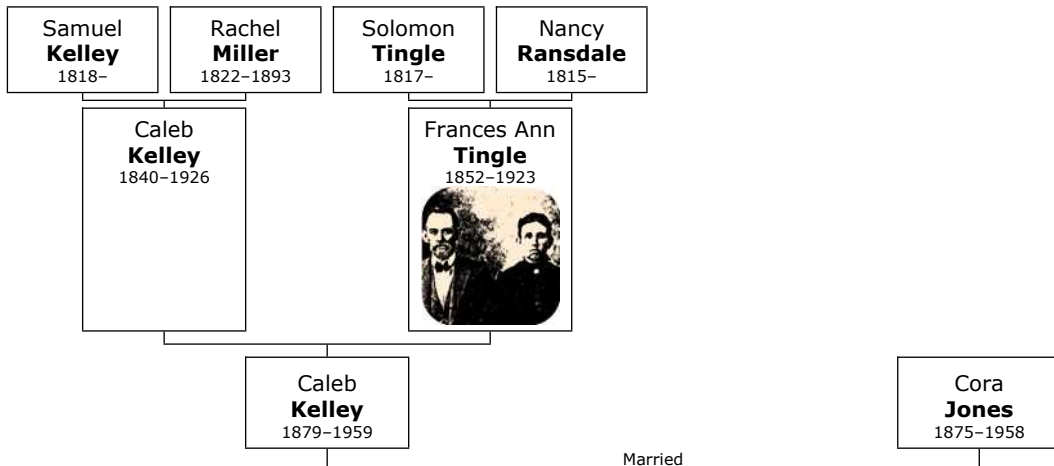 Samuel
Kelley
1818–
Rachel
Miller
1822–1893
Solomon
Tingle
1817–
Nancy
Ransdale
1815–
Caleb
Kelley
1840–1926
Frances Ann
Tingle
1852–1923
Caleb
Kelley
1879–1959
Cora
Jones
1875–1958
Married